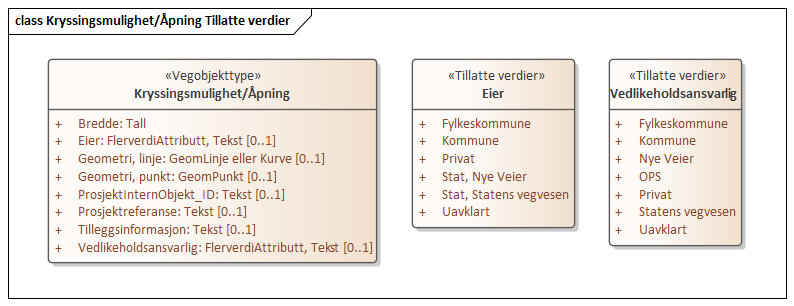 class Kryssingsmulighet/Åpning Tillatte verdier
«Vegobjekttype»
Kryssingsmulighet/Åpning
+ Bredde: Tall
+ Eier: FlerverdiAttributt, Tekst [0..1]
+ Geometri, linje: GeomLinje eller Kurve [0..1]
+ Geometri, punkt: GeomPunkt [0..1]
+ ProsjektInternObjekt_ID: Tekst [0..1]
+ Prosjektreferanse: Tekst [0..1]
+ Tilleggsinformasjon: Tekst [0..1]
+ Vedlikeholdsansvarlig: FlerverdiAttributt, Tekst [0..1]
«Tillatte verdier»
Eier
+ Fylkeskommune
+ Kommune
+ Privat
+ Stat, Nye Veier
+ Stat, Statens vegvesen
+ Uavklart
«Tillatte verdier»
Vedlikeholdsansvarlig
+ Fylkeskommune
+ Kommune
+ Nye Veier
+ OPS
+ Privat
+ Statens vegvesen
+ Uavklart